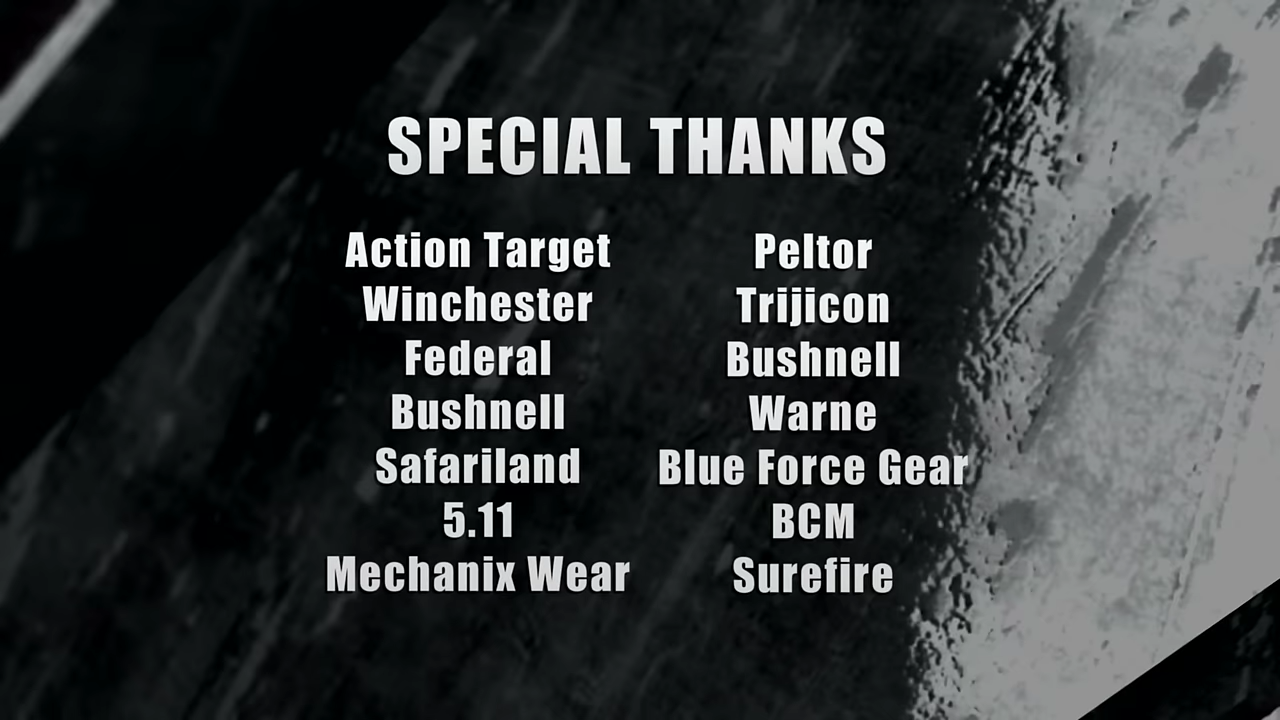 SPECIAL THANKS
Action Target
Winchester
Federal
Bushnell
Safariland
5.11
Mechanix Wear
Peltor
Trijicon
Bushnell
Warne
Blue Force Gear
BCM
Surefire